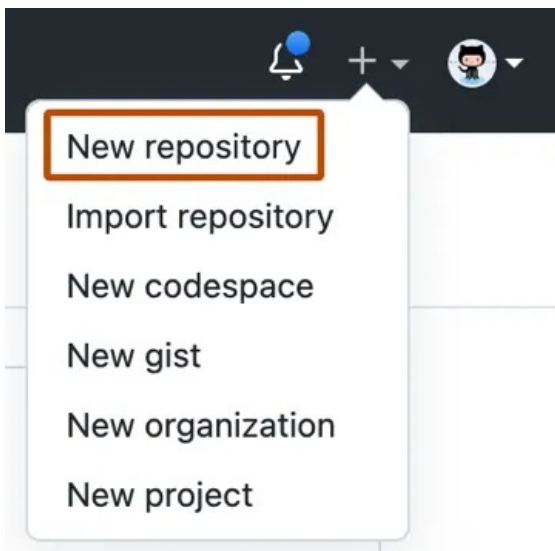 New repository
Import repository
New codespace
New gist
New organization
New project